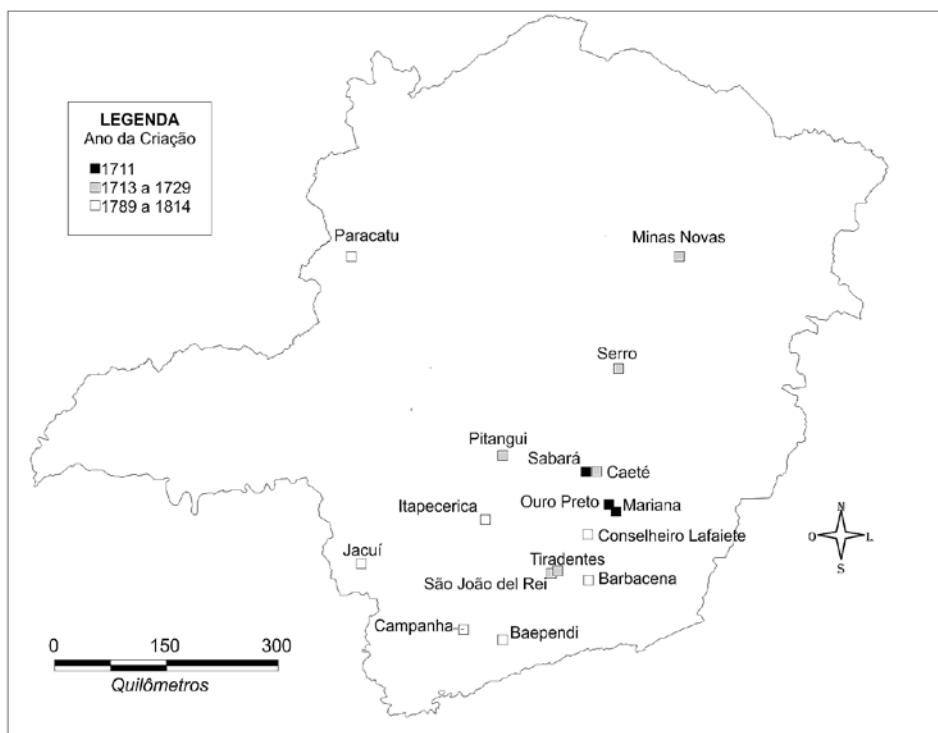 LEGENDA
Ano da Criação
1711
1713 a 1729
1789 a 1814
Paracatu
Minas Novas
Serro
Pitangui
Sabará
Caeté
Ouro Preto
Mariana
Itapecerica
Conselheiro Lafaiete
Jacuí
Tiradentes
São João del Rei
Barbacena
Campanha
Baependi
N
O
L
S
0 150 300
Quilômetros